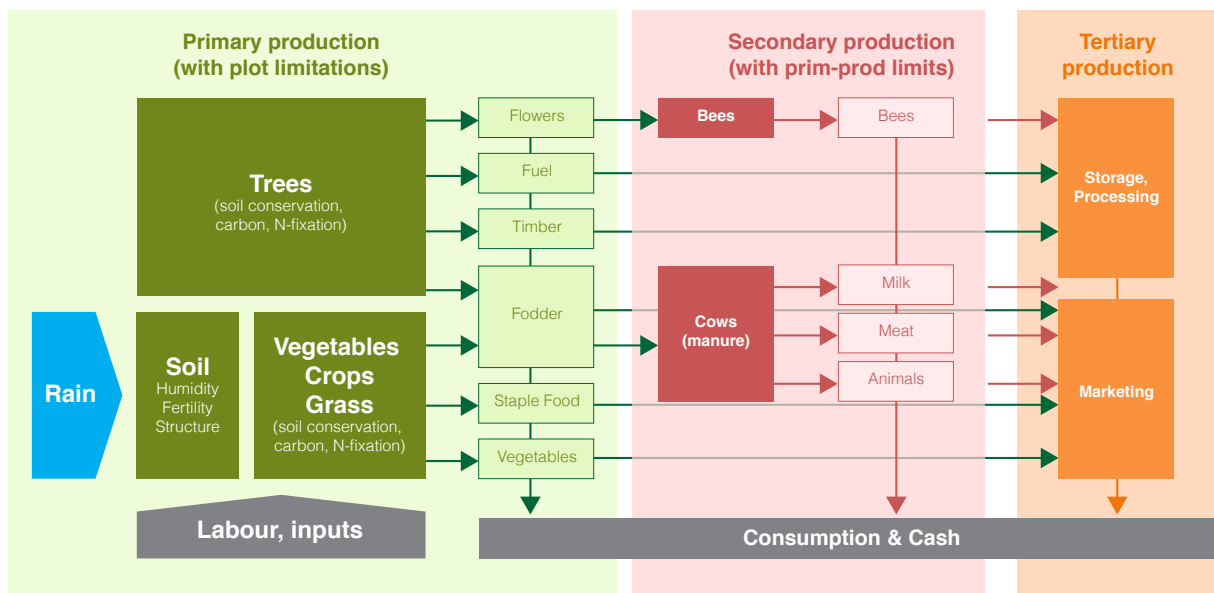 Primary production
(with plot limitations)
Secondary production
(with prim-prod limits)
Tertiary
production
Trees
(soil conservation,
carbon, N-fixation)
Flowers
Fuel
Timber
Fodder
Staple Food
Vegetables
Bees
Bees
Cows
(manure)
Milk
Meat
Animals
Storage,
Processing
Marketing
Rain
Soil
Humidity
Fertility
Structure
Vegetables
Crops
Grass
(soil conservation,
carbon, N-fixation)
Labour, inputs
Consumption & Cash